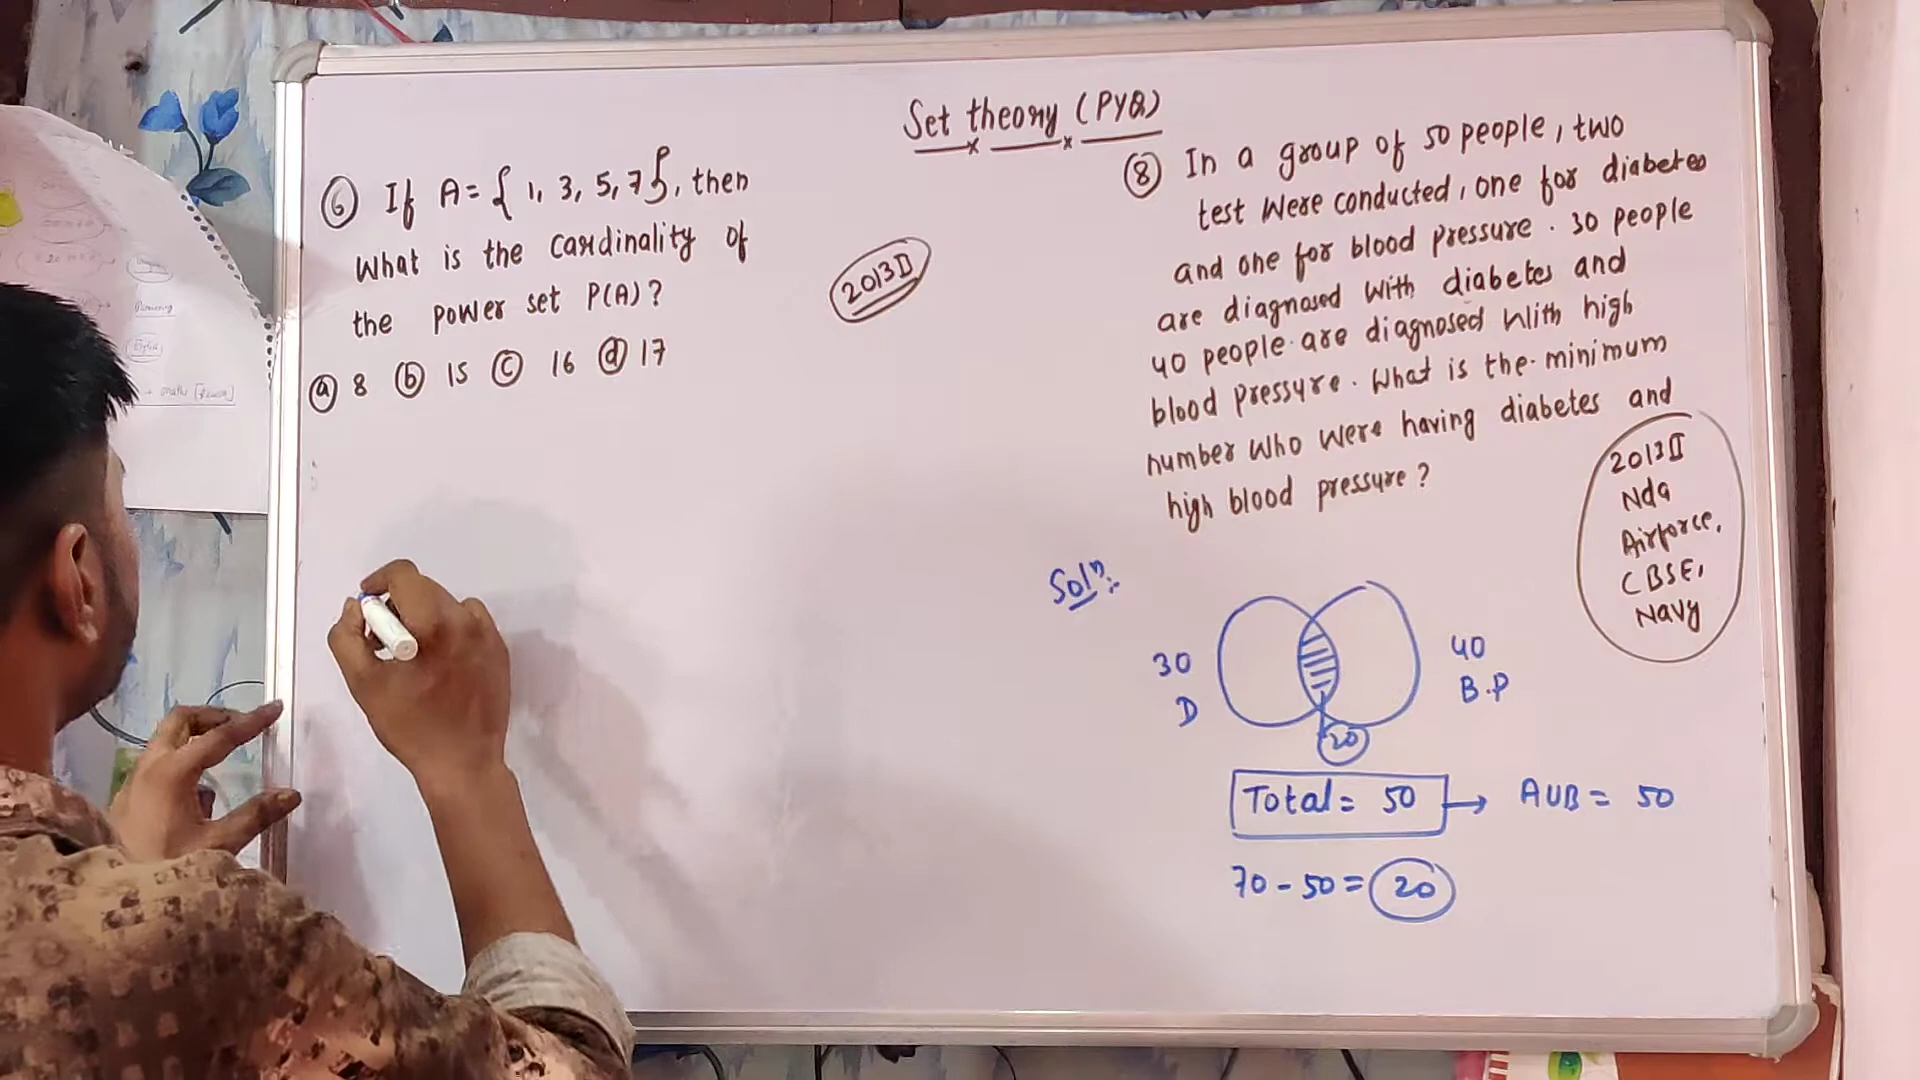 Set theory (PYQ)
⑥ If A = { 1, 3, 5, 7 }, then
What is the cardinality of
the power set P(A) ?
ⓐ 8 ⓑ 15 ⓒ 16 ⓓ 17
2013 II
⑧ In a group of 50 people, two
test were conducted, one for diabetes
and one for blood pressure. 30 people
are diagnosed with diabetes and
40 people are diagnosed with high
blood pressure. What is the minimum
number who were having diabetes and
high blood pressure ?
2013 II
Nda
Airforce,
CBSE,
Navy
Solⁿ:
30
D
40
B.P
20
Total = 50 → AUB = 50
70 - 50 = 20